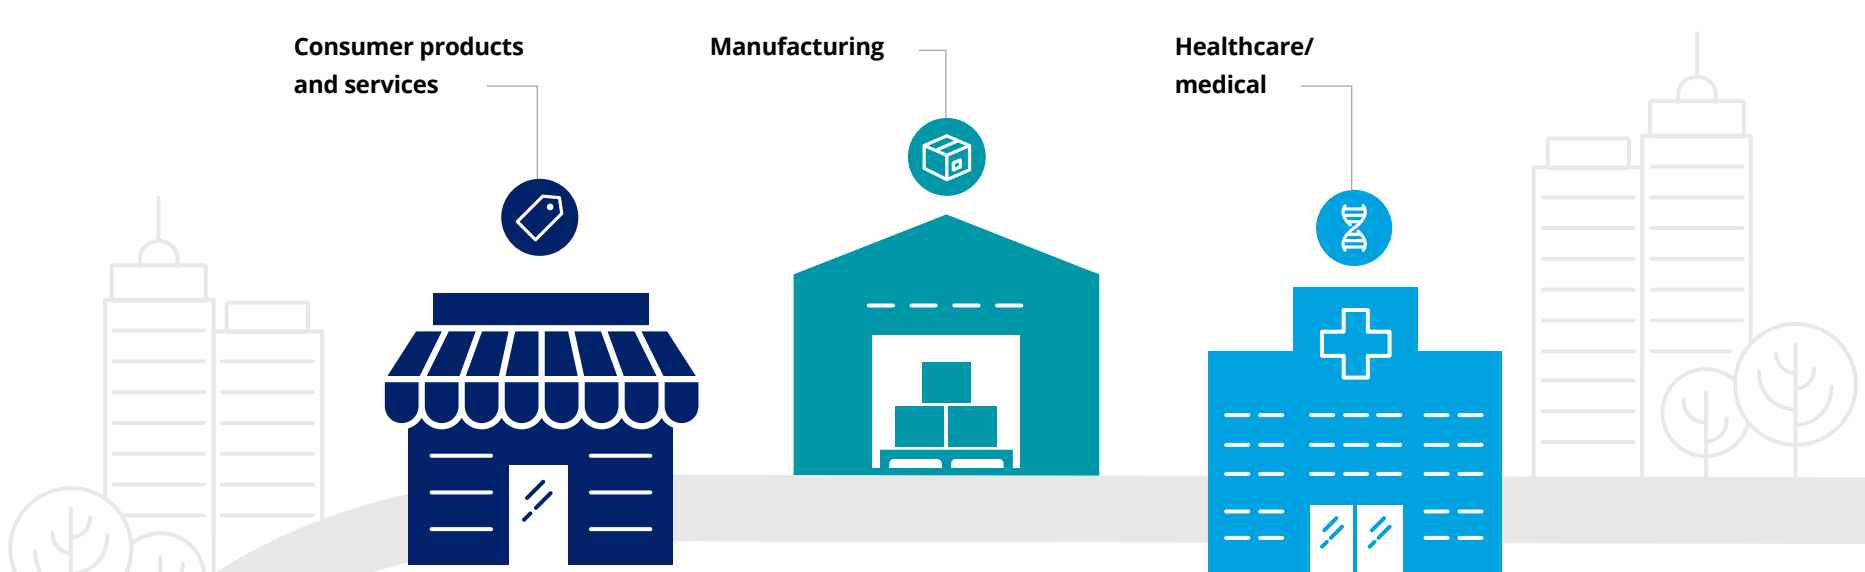 Consumer products
and services
Manufacturing
Healthcare/
medical